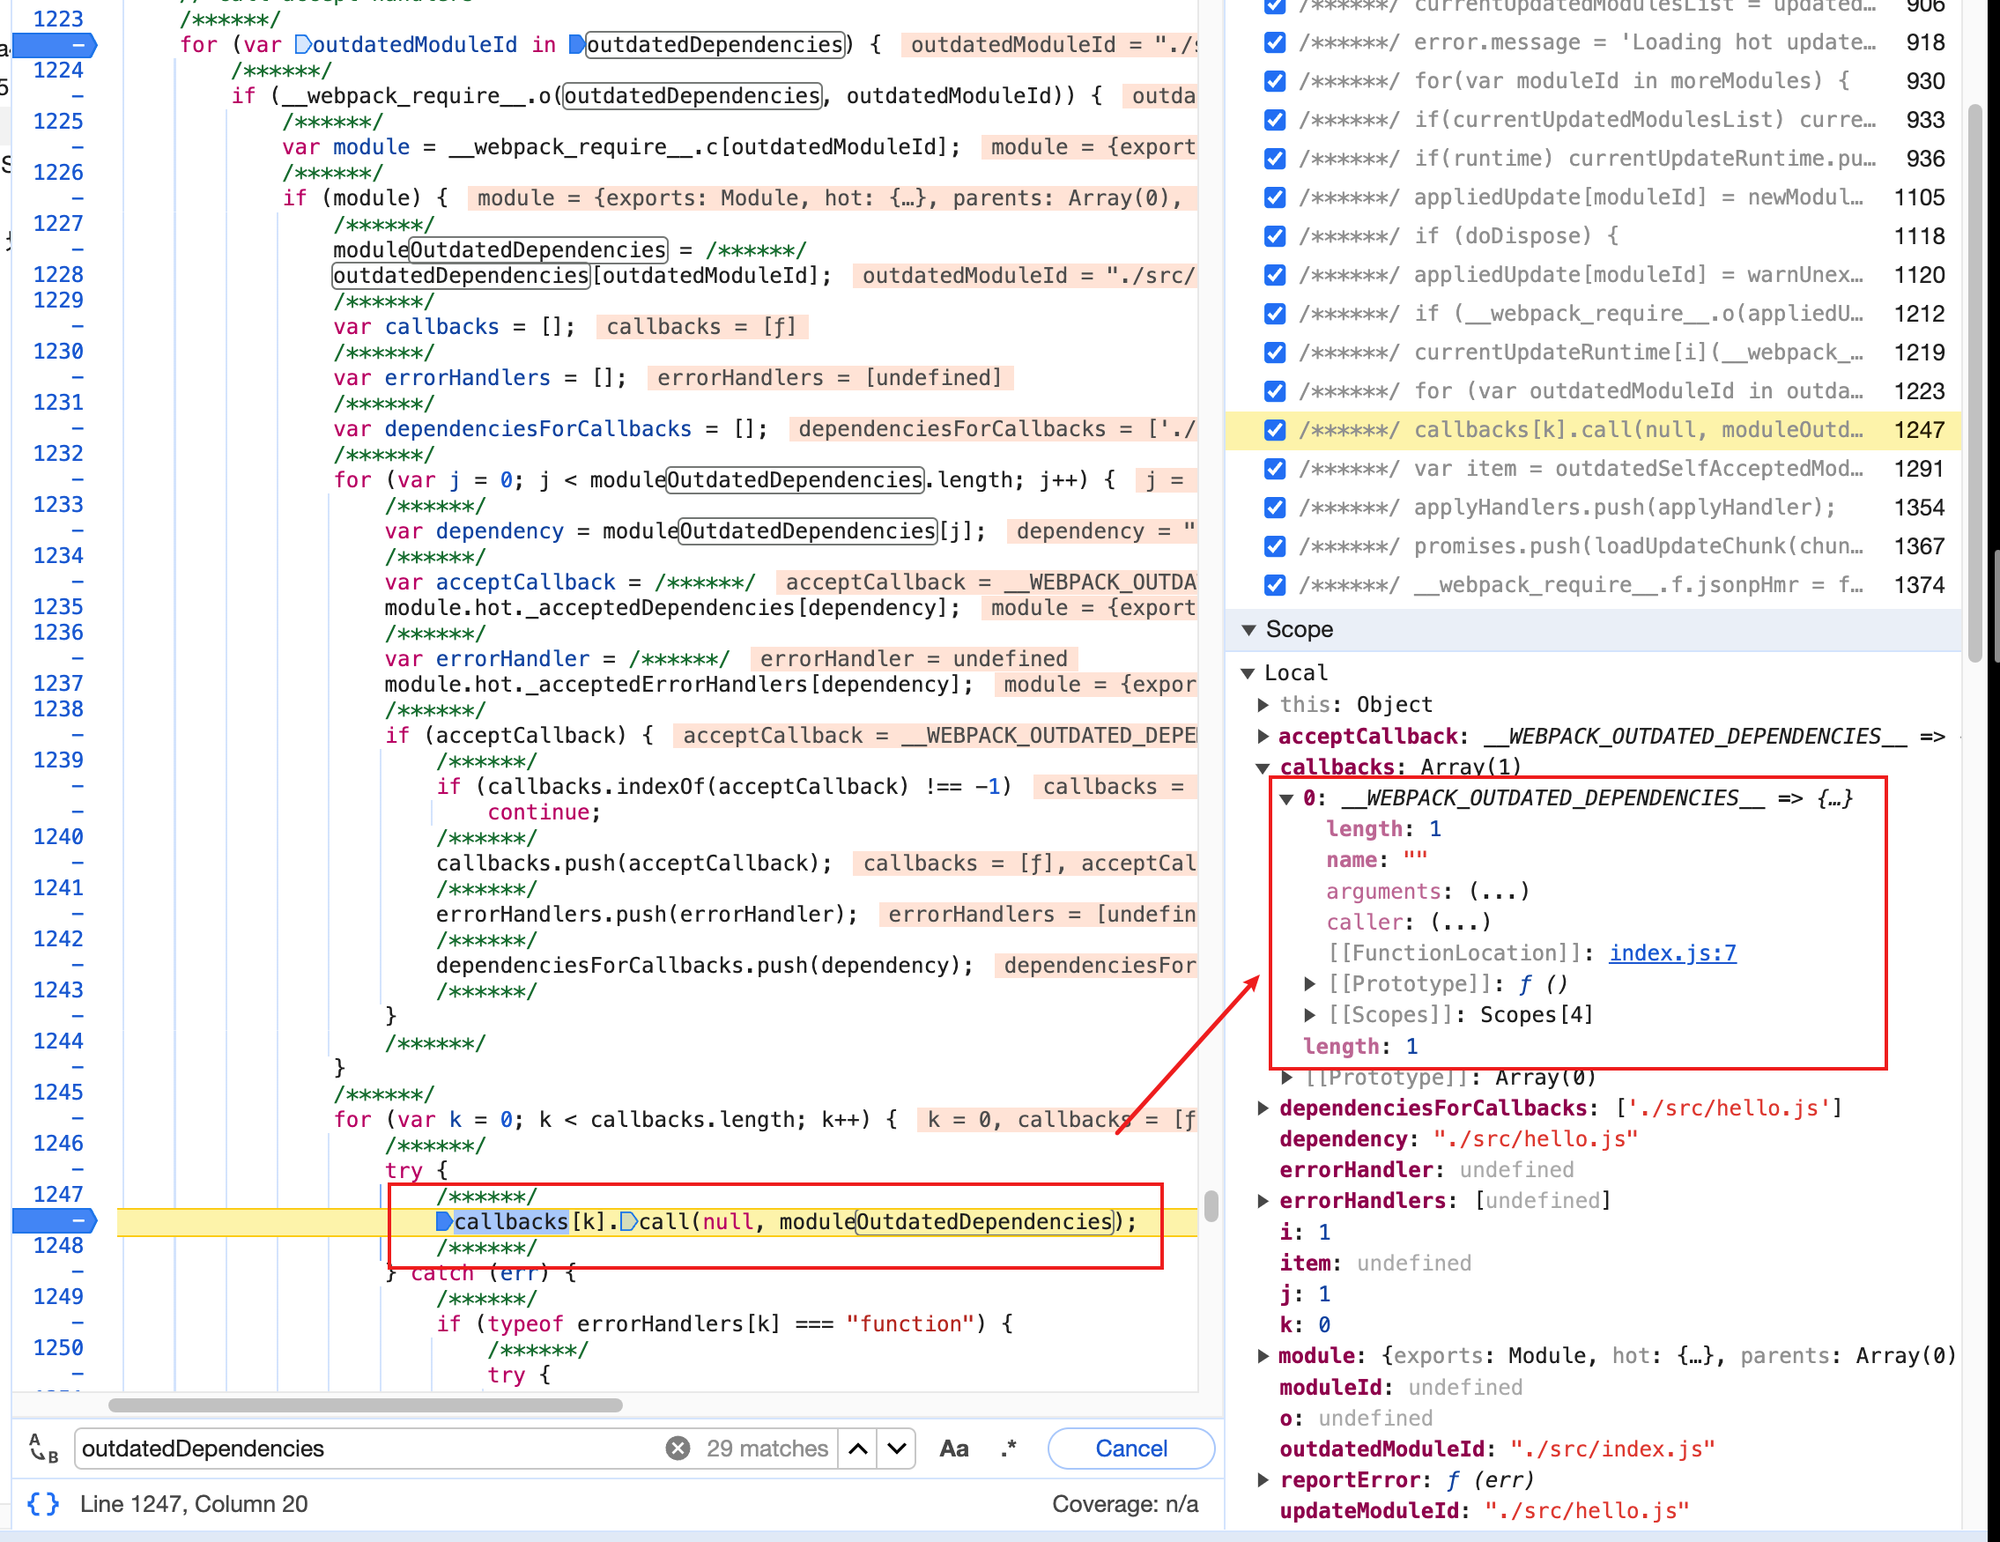 1223
/******/
for (var outdatedModuleId in outdatedDependencies) { outdatedModuleId = "./s
1224
/******/
if (__webpack_require__.o(outdatedDependencies, outdatedModuleId)) { outda
1225
/******/
var module = __webpack_require__.c[outdatedModuleId]; module = {export
1226
/******/
if (module) { module = {exports: Module, hot: {…}, parents: Array(0),
1227
/******/
moduleOutdatedDependencies = /******/
1228
outdatedDependencies[outdatedModuleId]; outdatedModuleId = "./src/
1229
/******/
var callbacks = []; callbacks = [ƒ]
1230
/******/
var errorHandlers = []; errorHandlers = [undefined]
1231
/******/
var dependenciesForCallbacks = []; dependenciesForCallbacks = ['./
1232
/******/
for (var j = 0; j < moduleOutdatedDependencies.length; j++) { j =
1233
/******/
var dependency = moduleOutdatedDependencies[j]; dependency = "
1234
/******/
var acceptCallback = /******/ acceptCallback = __WEBPACK_OUTDA
1235
module.hot._acceptedDependencies[dependency]; module = {export
1236
/******/
var errorHandler = /******/ errorHandler = undefined
1237
module.hot._acceptedErrorHandlers[dependency]; module = {expor
1238
/******/
if (acceptCallback) { acceptCallback = __WEBPACK_OUTDATED_DEPE
1239
/******/
if (callbacks.indexOf(acceptCallback) !== -1) callbacks =
continue;
1240
/******/
callbacks.push(acceptCallback); callbacks = [ƒ], acceptCal
1241
/******/
errorHandlers.push(errorHandler); errorHandlers = [undefin
1242
/******/
dependenciesForCallbacks.push(dependency); dependenciesFor
1243
/******/
}
1244
/******/
}
1245
/******/
for (var k = 0; k < callbacks.length; k++) { k = 0, callbacks = [ƒ
1246
/******/
try {
1247
/******/
callbacks[k].call(null, moduleOutdatedDependencies);
1248
/******/
} catch (err) {
1249
/******/
if (typeof errorHandlers[k] === "function") {
1250
/******/
try {
outdatedDependencies 29 matches Aa .* Cancel
{} Line 1247, Column 20 Coverage: n/a
/******/ currentUpdatedModulesList = updated… 906
/******/ error.message = 'Loading hot update… 918
/******/ for(var moduleId in moreModules) { 930
/******/ if(currentUpdatedModulesList) curre… 933
/******/ if(runtime) currentUpdateRuntime.pu… 936
/******/ appliedUpdate[moduleId] = newModul… 1105
/******/ if (doDispose) { 1118
/******/ appliedUpdate[moduleId] = warnUnex… 1120
/******/ if (__webpack_require__.o(appliedU… 1212
/******/ currentUpdateRuntime[i](__webpack_… 1219
/******/ for (var outdatedModuleId in outda… 1223
/******/ callbacks[k].call(null, moduleOutd… 1247
/******/ var item = outdatedSelfAcceptedMod… 1291
/******/ applyHandlers.push(applyHandler); 1354
/******/ promises.push(loadUpdateChunk(chun… 1367
/******/ __webpack_require__.f.jsonpHmr = f… 1374
Scope
Local
this: Object
acceptCallback: __WEBPACK_OUTDATED_DEPENDENCIES__ =>
callbacks: Array(1)
0: __WEBPACK_OUTDATED_DEPENDENCIES__ => {…}
length: 1
name: ""
arguments: (...)
caller: (...)
[[FunctionLocation]]: index.js:7
[[Prototype]]: ƒ ()
[[Scopes]]: Scopes[4]
length: 1
[[Prototype]]: Array(0)
dependenciesForCallbacks: ['./src/hello.js']
dependency: "./src/hello.js"
errorHandler: undefined
errorHandlers: [undefined]
i: 1
item: undefined
j: 1
k: 0
module: {exports: Module, hot: {…}, parents: Array(0)
moduleId: undefined
o: undefined
outdatedModuleId: "./src/index.js"
reportError: ƒ (err)
updateModuleId: "./src/hello.js"